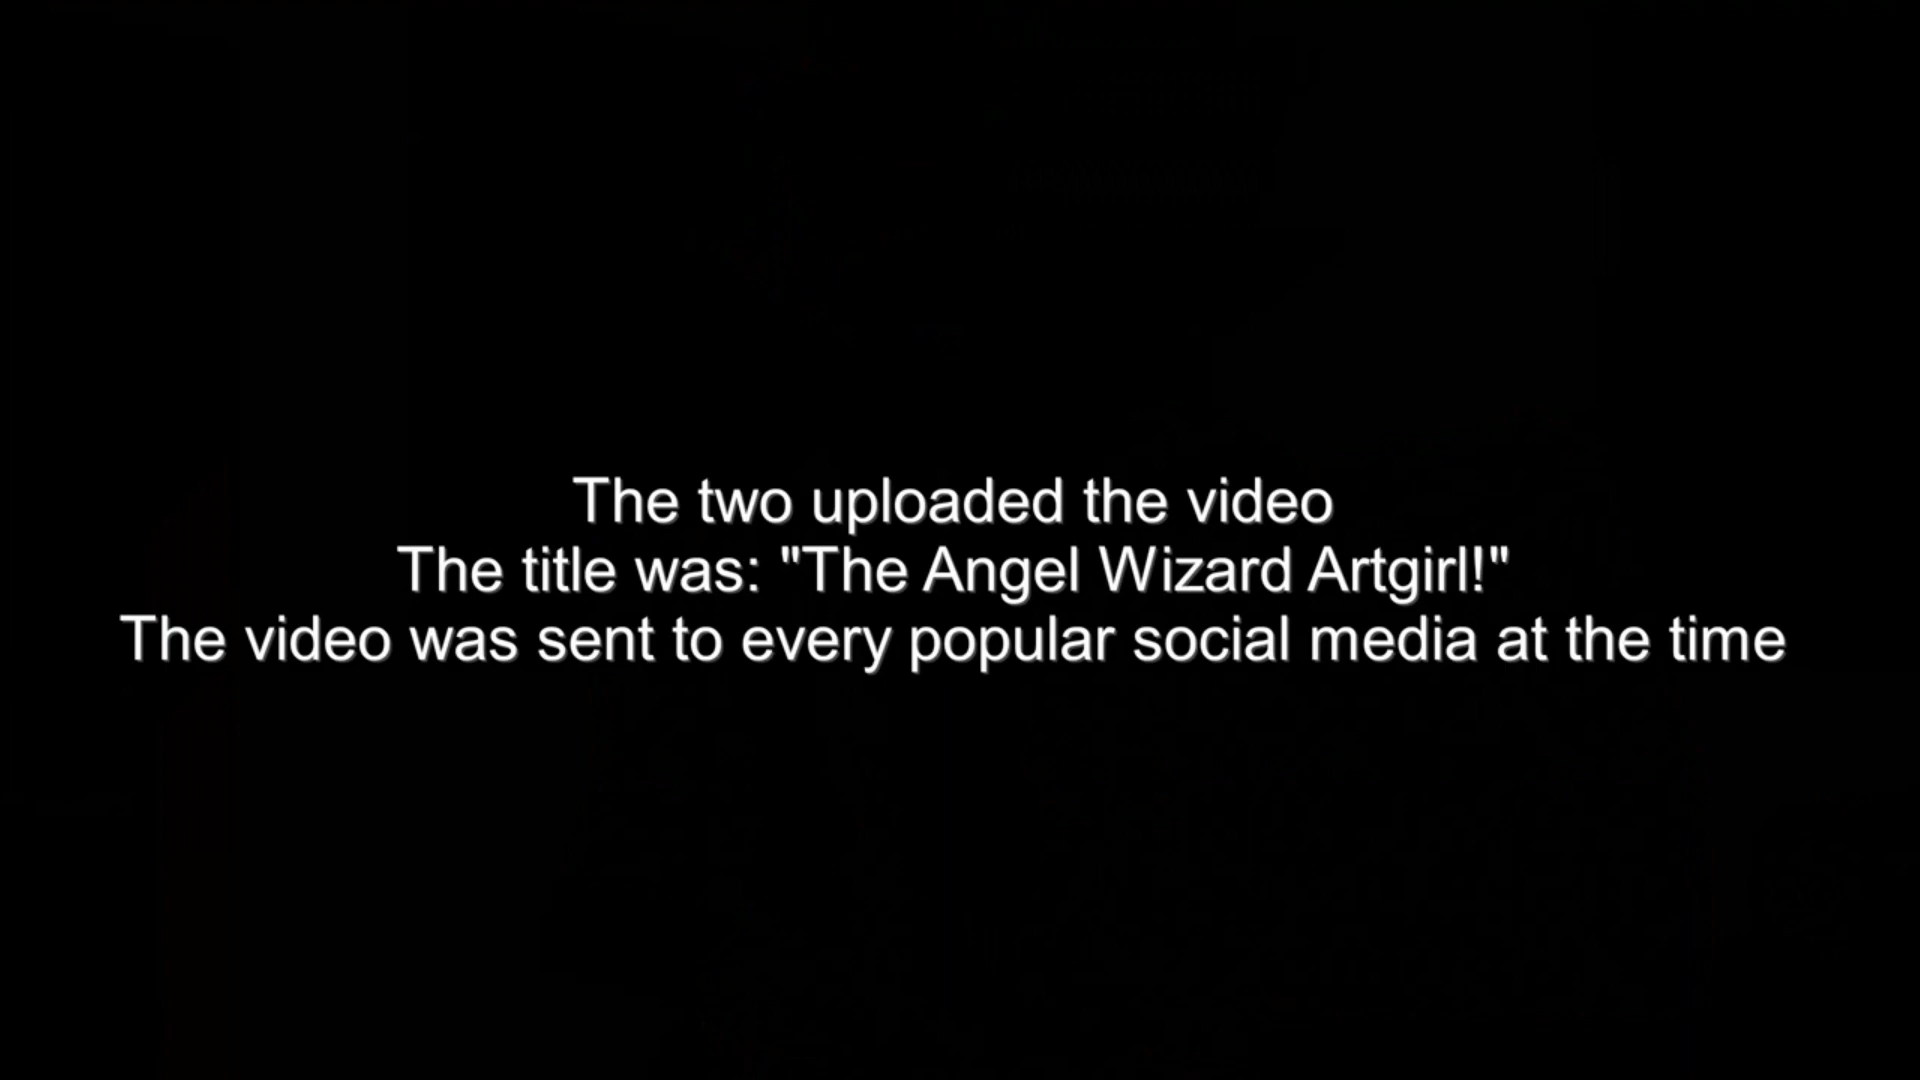 The two uploaded the video
The title was: "The Angel Wizard Artgirl!"
The video was sent to every popular social media at the time